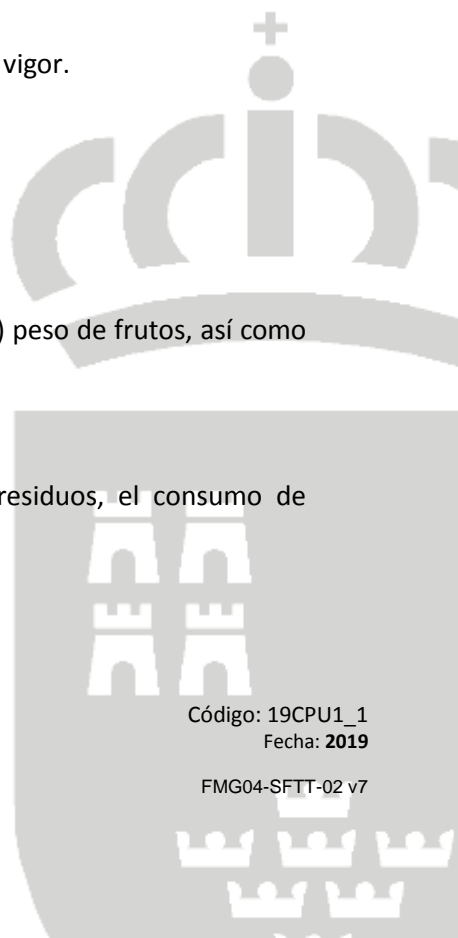 vigor.
) peso de frutos, así como
residuos, el consumo de
Código: 19CPU1_1
Fecha: 2019
FMG04-SFTT-02 v7